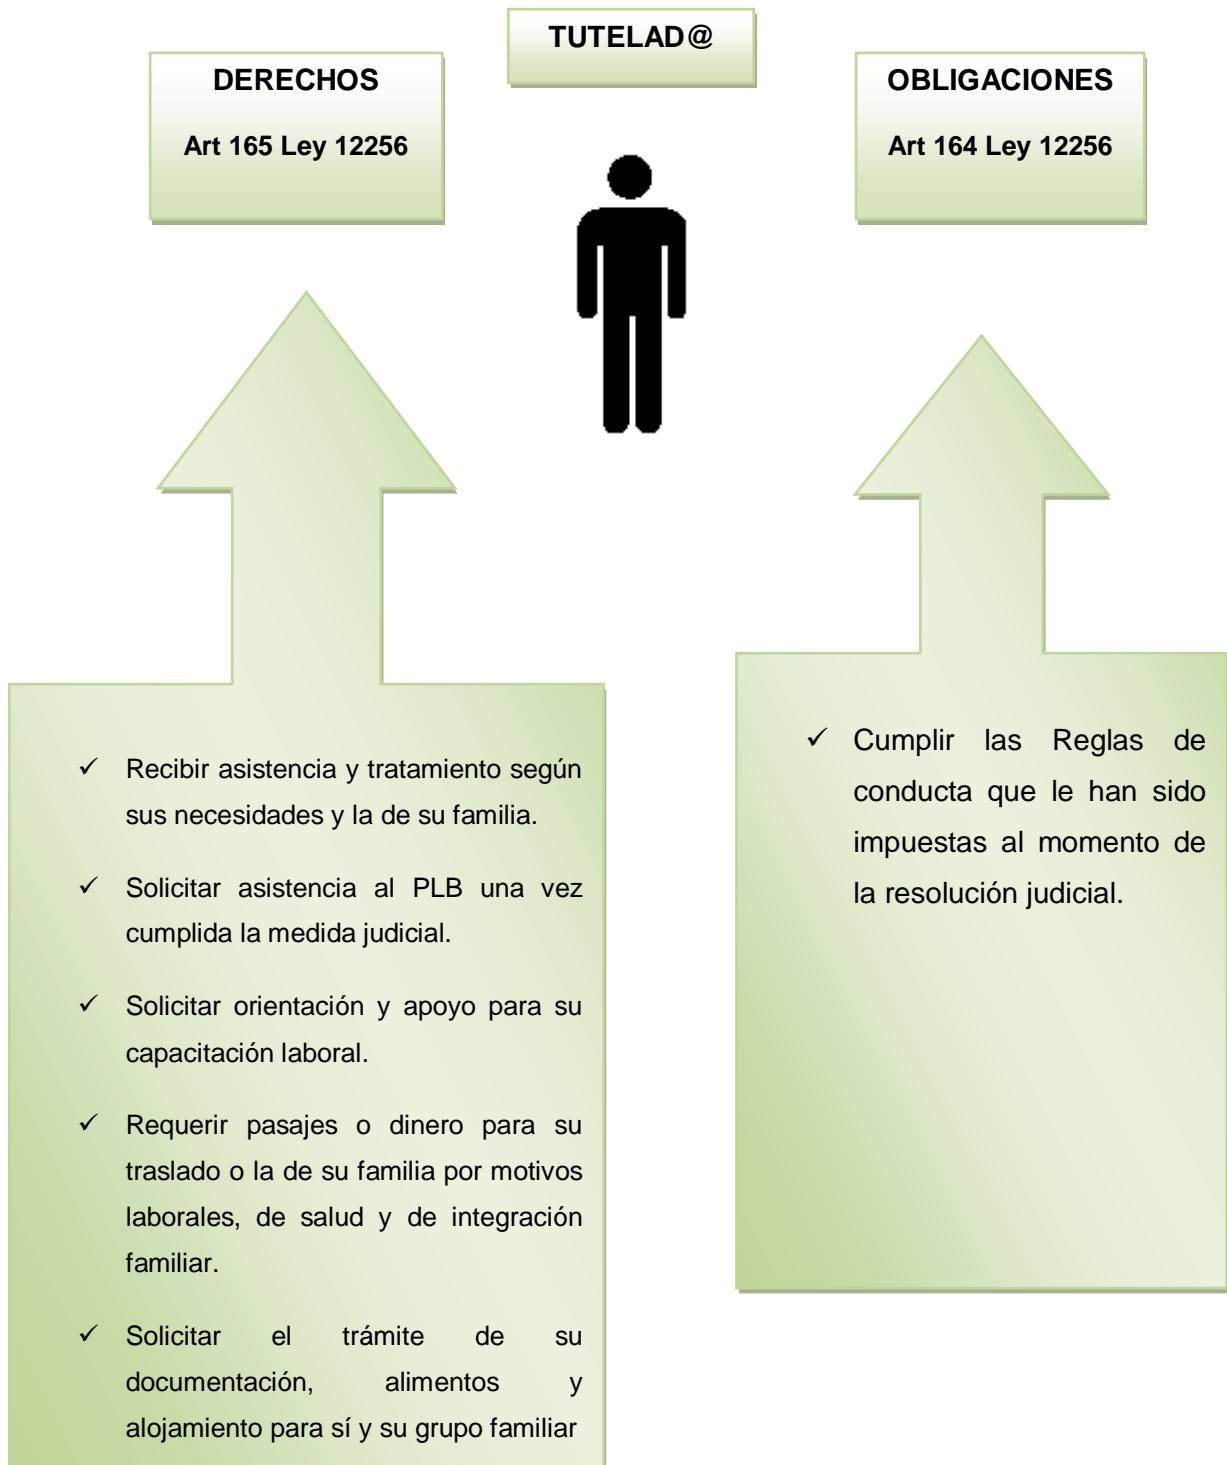 TUTELAD@
DERECHOS
Art 165 Ley 12256
OBLIGACIONES
Art 164 Ley 12256
✓ Recibir asistencia y tratamiento según
sus necesidades y la de su familia.
✓ Solicitar asistencia al PLB una vez
cumplida la medida judicial.
✓ Solicitar orientación y apoyo para su
capacitación laboral.
✓ Requerir pasajes o dinero para su
traslado o la de su familia por motivos
laborales, de salud y de integración
familiar.
✓ Solicitar el trámite de su
documentación, alimentos y
alojamiento para sí y su grupo familiar
✓ Cumplir las Reglas de
conducta que le han sido
impuestas al momento de
la resolución judicial.